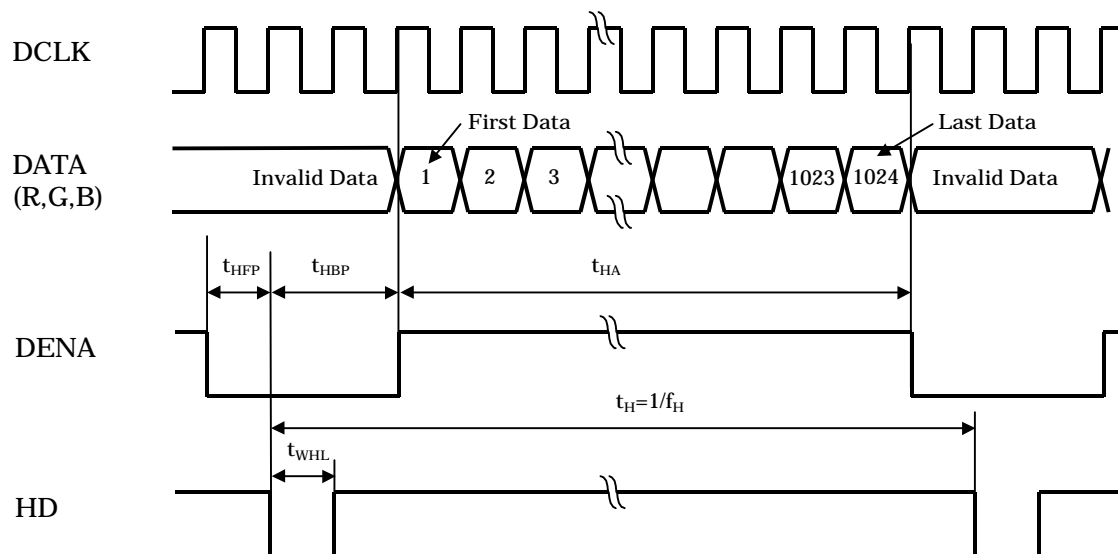 DCLK
First Data
Last Data
DATA
(R,G,B)
Invalid Data
1
2
3
1023
1024
Invalid Data
tHFP
tHBP
tHA
DENA
tH=1/fH
tWHL
HD